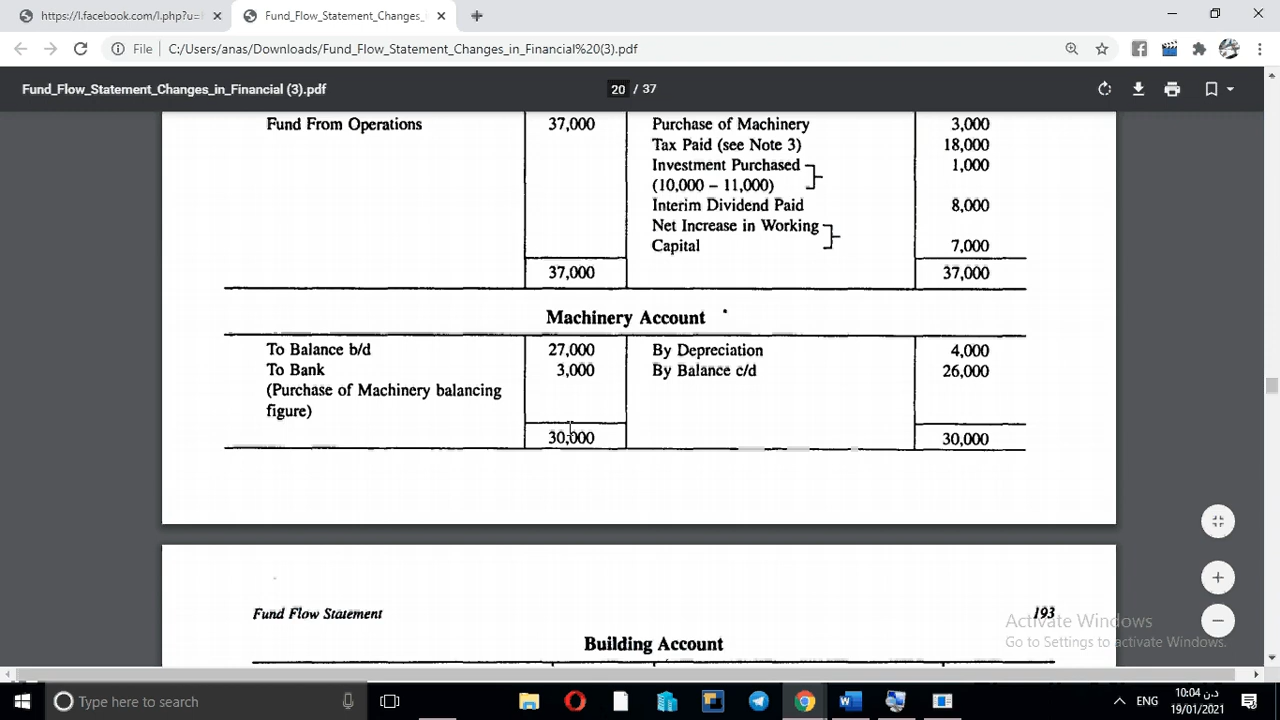 https://l.facebook.com/l.php?u=
Fund_Flow_Statement_Changes_
File
C:/Users/anas/Downloads/Fund_Flow_Statement_Changes_in_Financial%20(3).pdf
Fund_Flow_Statement_Changes_in_Financial (3).pdf
20 / 37
Fund From Operations 37,000 Purchase of Machinery 3,000
Tax Paid (see Note 3) 18,000
Investment Purchased 1,000
(10,000 – 11,000)
Interim Dividend Paid 8,000
Net Increase in Working
Capital 7,000
37,000 37,000
Machinery Account
To Balance b/d 27,000 By Depreciation 4,000
To Bank 3,000 By Balance c/d 26,000
(Purchase of Machinery balancing
figure)
30,000 30,000
Fund Flow Statement 193
Building Account
Activate Windows
Go to Settings to activate Windows.
Type here to search
ENG
10:04 دن
19/01/2021